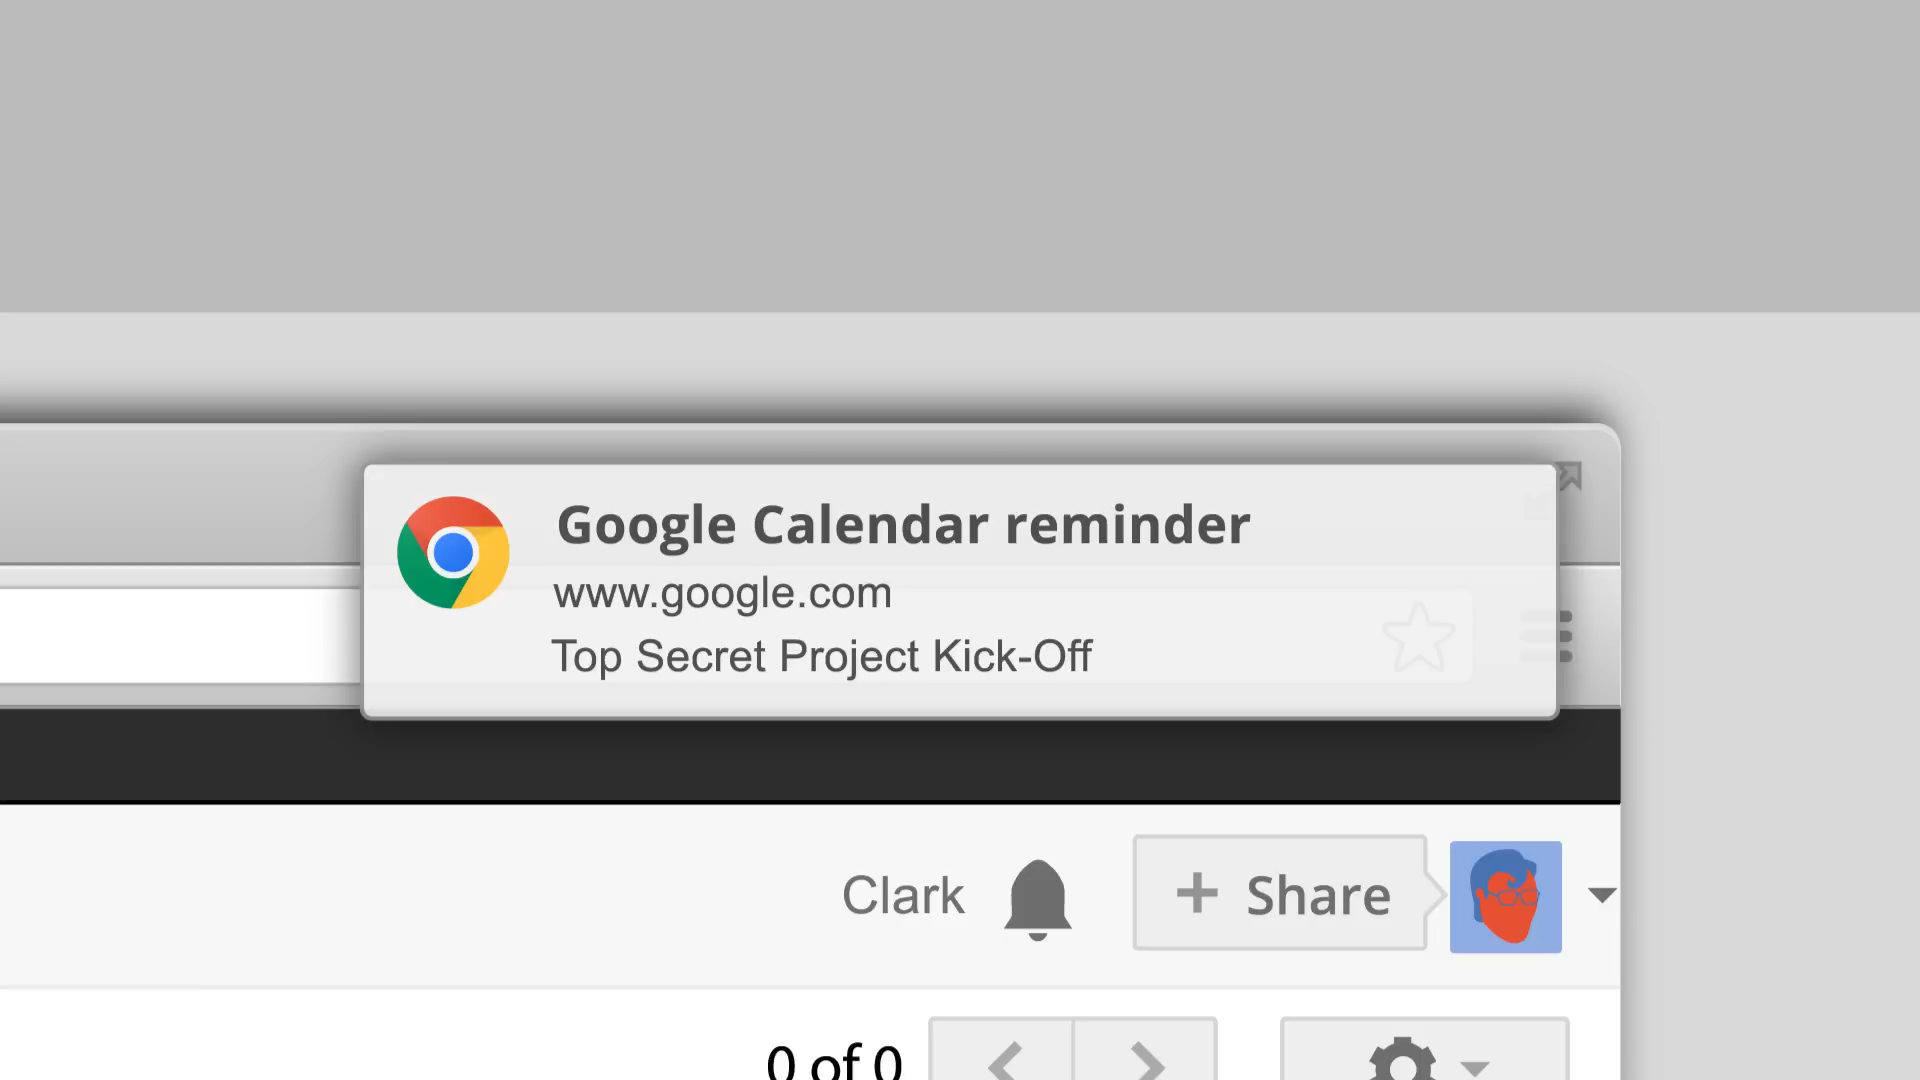 Google Calendar reminder
www.google.com
Top Secret Project Kick-Off
Clark
+ Share
0 of 0